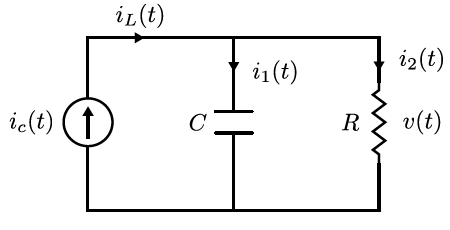 i_L(t)
i_1(t)
i_2(t)
i_c(t)
C
R
v(t)